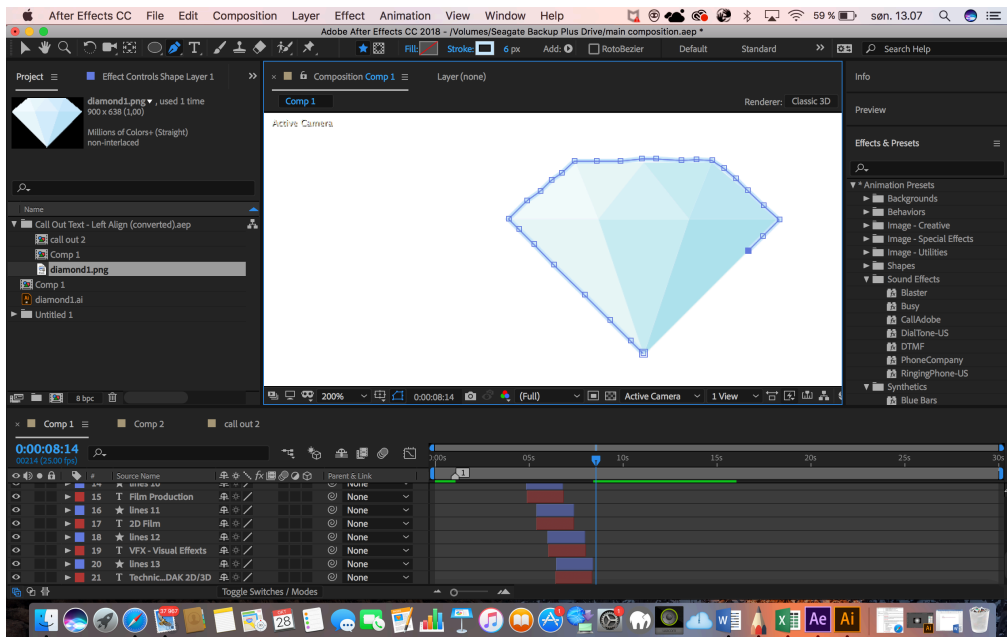 After Effects CC File Edit Composition Layer Effect Animation View Window Help 59 % søn. 13.07
Adobe After Effects CC 2018 - /Volumes/Seagate Backup Plus Drive/main composition.aep *
Fill: Stroke: 6 px Add: RotoBezier Default Standard Search Help
Project Effect Controls Shape Layer 1 Composition Comp 1 Layer (none) Info
diamond1.png , used 1 time
900 x 638 (1,00)
Comp 1 Renderer: Classic 3D
Preview
Active Camera
Millions of Colors+ (Straight)
non-interlaced
Effects & Presets
* Animation Presets
Backgrounds
Behaviors
Image - Creative
Image - Special Effects
Image - Utilities
Shapes
Sound Effects
Blaster
Busy
CallAdobe
DialTone-US
DTMF
PhoneCompany
RingingPhone-US
Synthetics
Blue Bars
Name
Call Out Text - Left Align (converted).aep
call out 2
Comp 1
diamond1.png
Comp 1
diamond1.ai
Untitled 1
8 bpc
200% 0:00:08:14 (Full) Active Camera 1 View
Comp 1 Comp 2 call out 2
0:00:08:14
00214 (25.00 fps)
05s 10s 15s 20s 25s 30s
# Source Name Parent & Link
1
15 T Film Production None
16 lines 11 None
17 T 2D Film None
18 lines 12 None
19 T VFX - Visual Effexts None
20 lines 13 None
21 T Technic...DAK 2D/3D None
Toggle Switches / Modes
28
W X Ae Ai